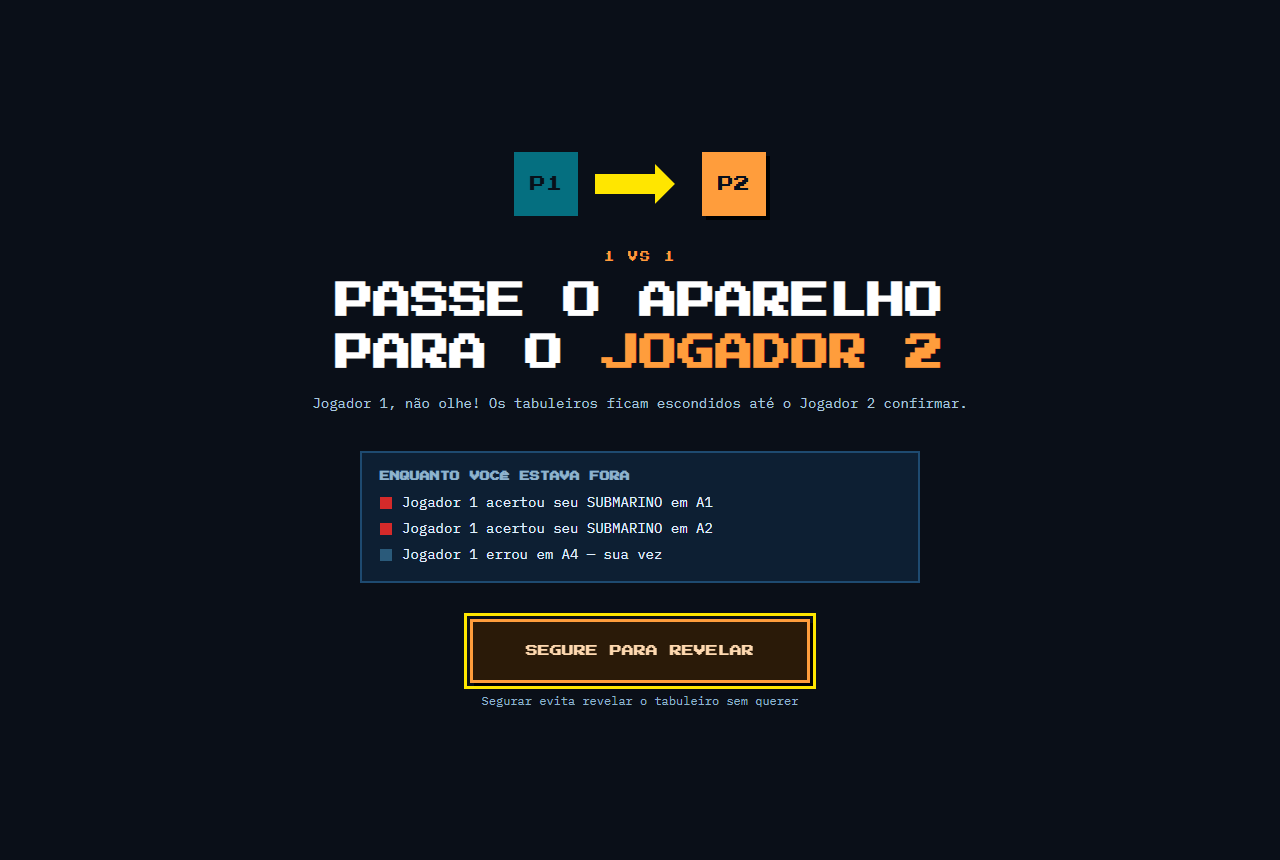 P1
P2
1 VS 1
PASSE O APARELHO
PARA O JOGADOR 2
Jogador 1, não olhe! Os tabuleiros ficam escondidos até o Jogador 2 confirmar.
ENQUANTO VOCÊ ESTAVA FORA
Jogador 1 acertou seu SUBMARINO em A1
Jogador 1 acertou seu SUBMARINO em A2
Jogador 1 errou em A4 — sua vez
SEGURE PARA REVELAR
Segurar evita revelar o tabuleiro sem querer